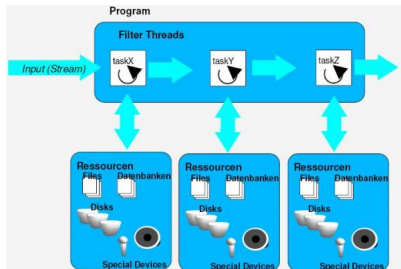 Program
Filter Threads
taskX
taskY
taskZ
Input (Stream)
Ressourcen
Files Datenbanken
Disks
Special Devices
Ressourcen
Files Datenbanken
Disks
Special Devices
Ressourcen
Files Datenbanken
Disks
Special Devices